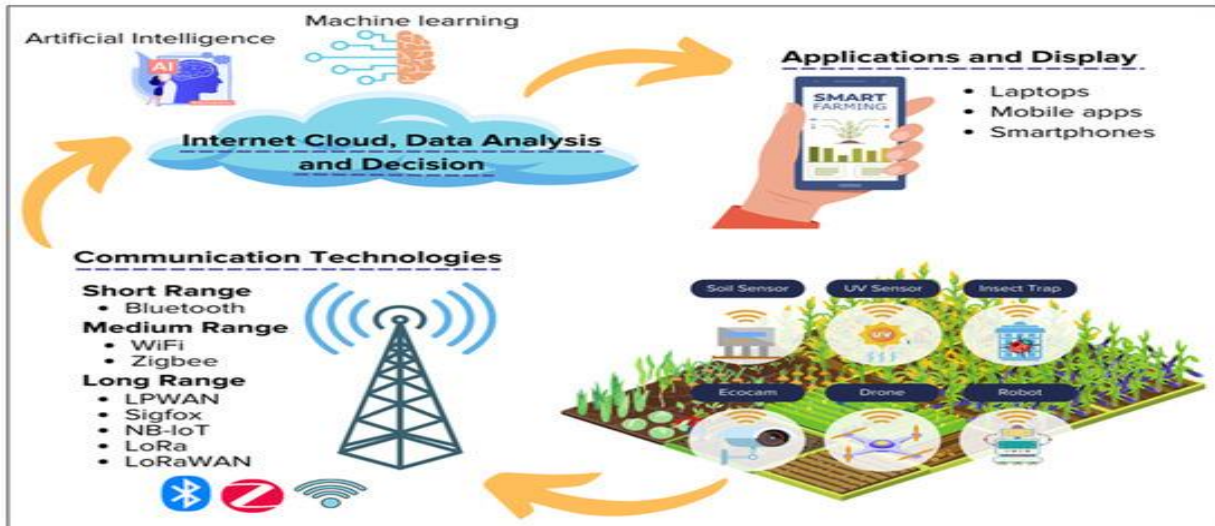 Artificial Intelligence
Machine learning
AI
Internet Cloud, Data Analysis
and Decision
Applications and Display
SMART
FARMING
• Laptops
• Mobile apps
• Smartphones
Communication Technologies
Short Range
• Bluetooth
Medium Range
• WiFi
• Zigbee
Long Range
• LPWAN
• Sigfox
• NB-IoT
• LoRa
• LoRaWAN
Soil Sensor
UV Sensor
Insect Trap
UV
Ecocam
Drone
Robot